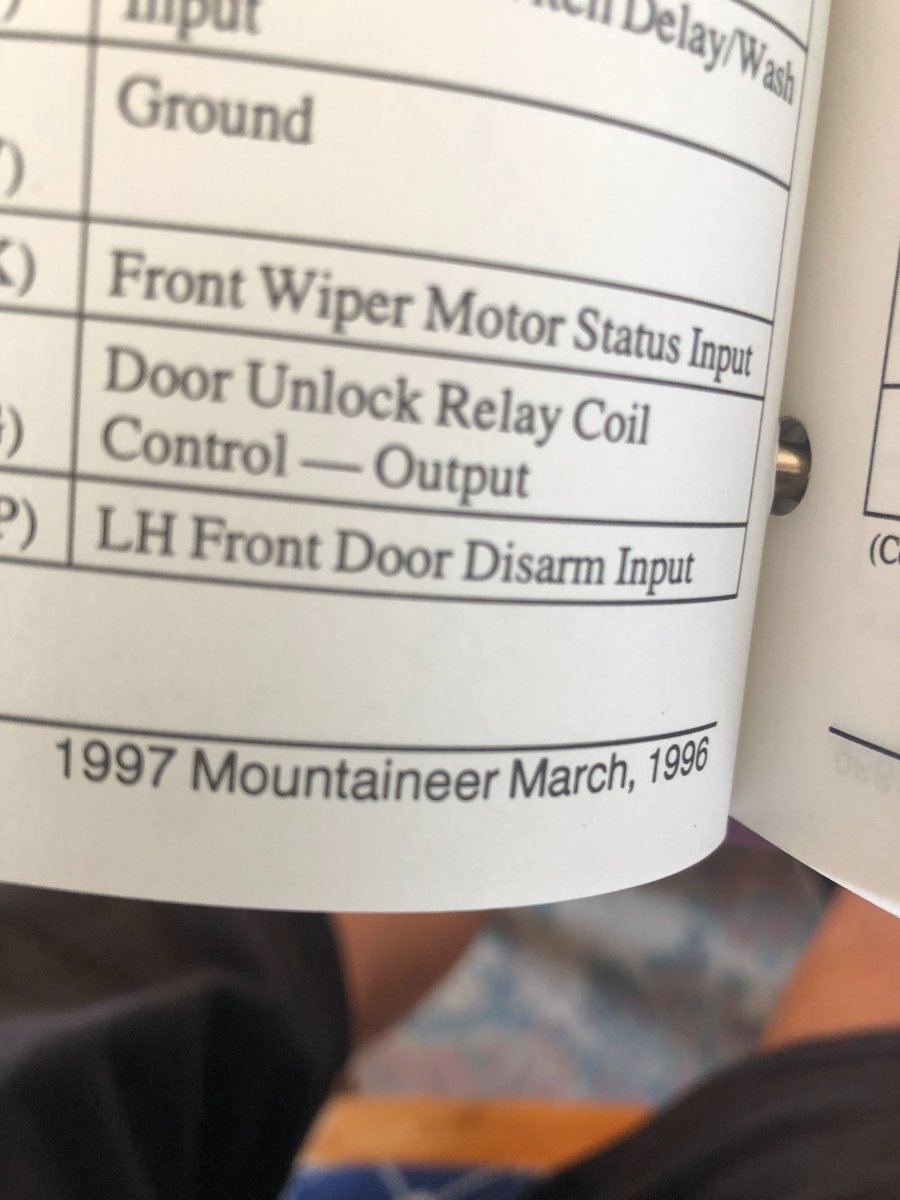 Input
Delay/Wash
Ground
Front Wiper Motor Status Input
Door Unlock Relay Coil
Control — Output
P)
LH Front Door Disarm Input
1997 Mountaineer March, 1996